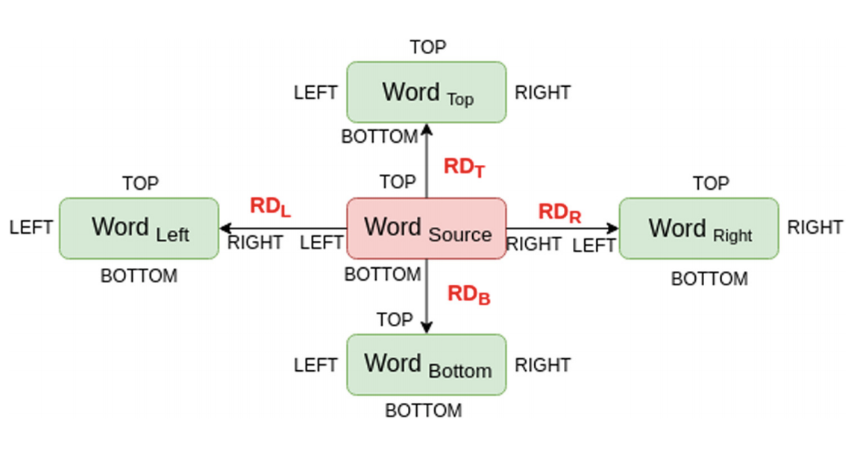 TOP
LEFT Word Top RIGHT
BOTTOM
RD_T
TOP TOP TOP
RD_L RD_R
LEFT Word Left Word Source Word Right RIGHT
RIGHT LEFT RIGHT LEFT
BOTTOM BOTTOM BOTTOM
RD_B
TOP
LEFT Word Bottom RIGHT
BOTTOM